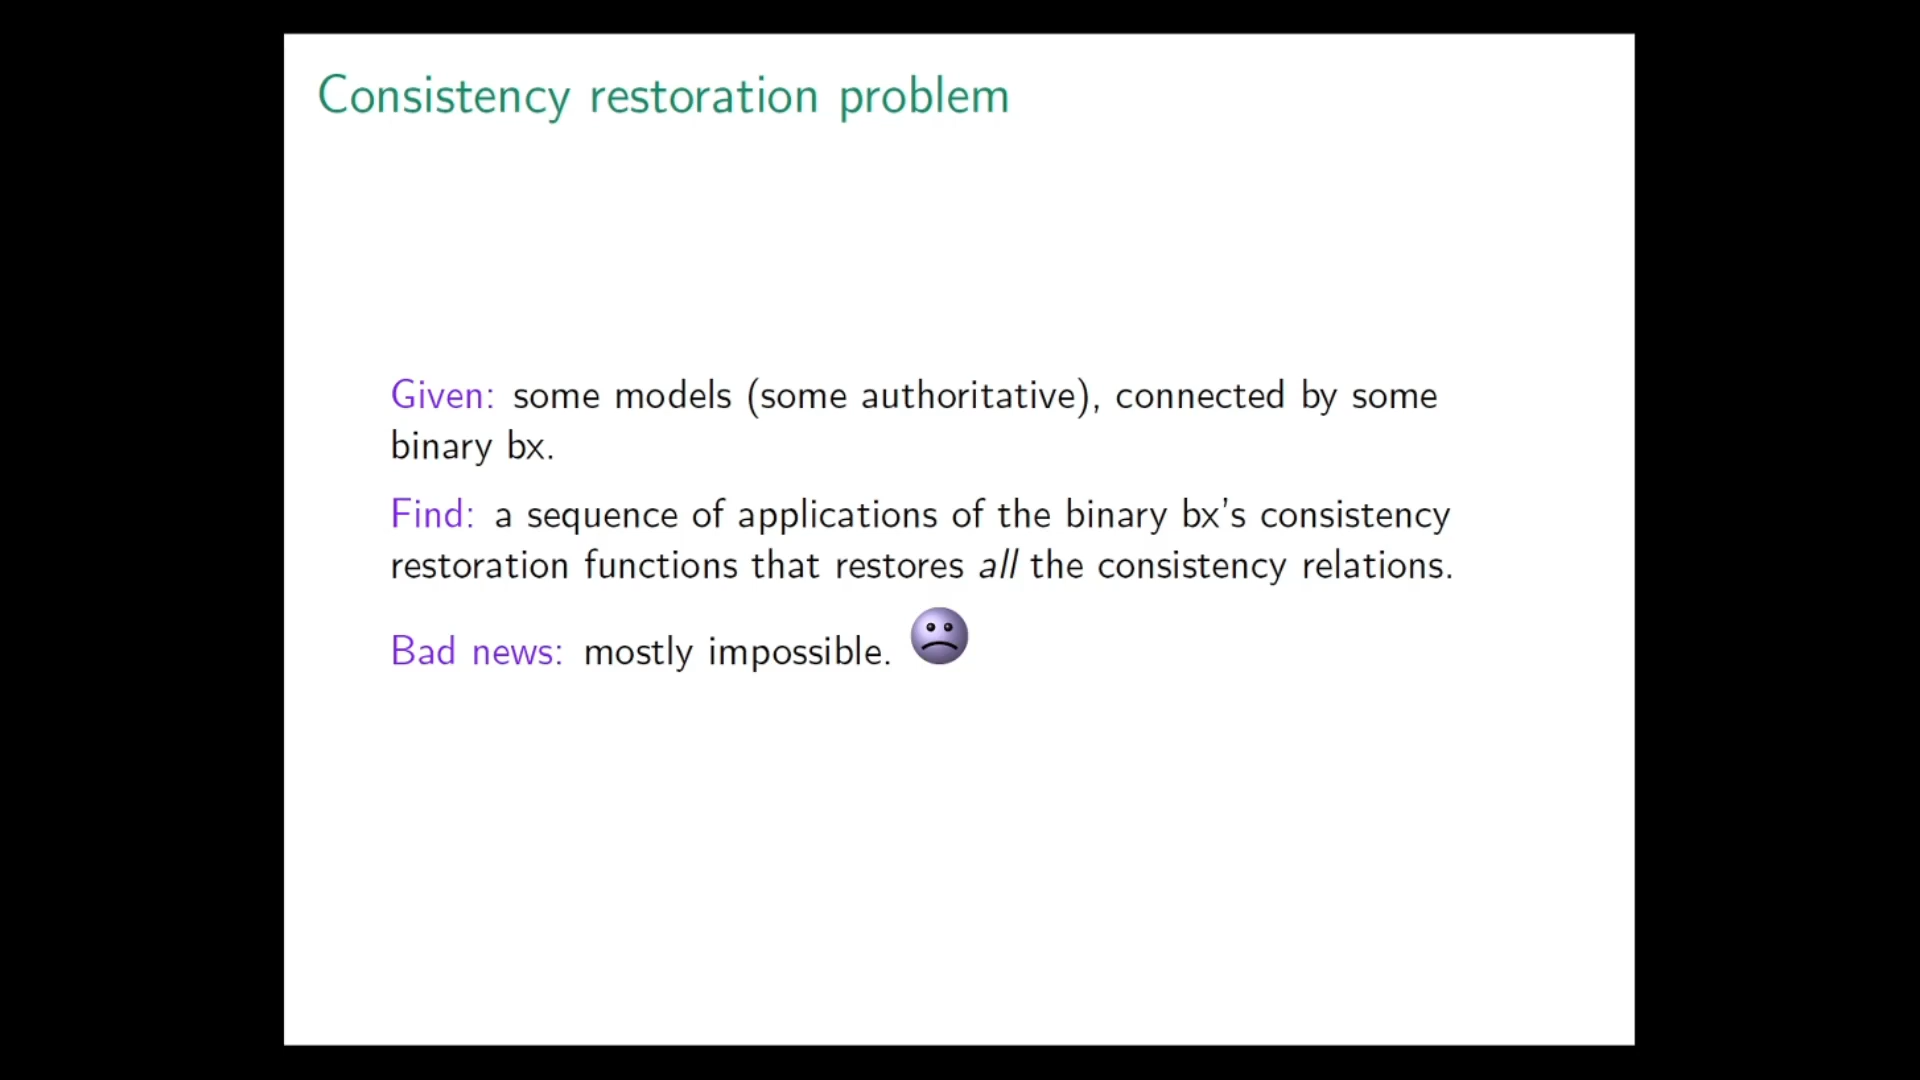 Consistency restoration problem
Given: some models (some authoritative), connected by some
binary bx.
Find: a sequence of applications of the binary bx’s consistency
restoration functions that restores all the consistency relations.
Bad news: mostly impossible.